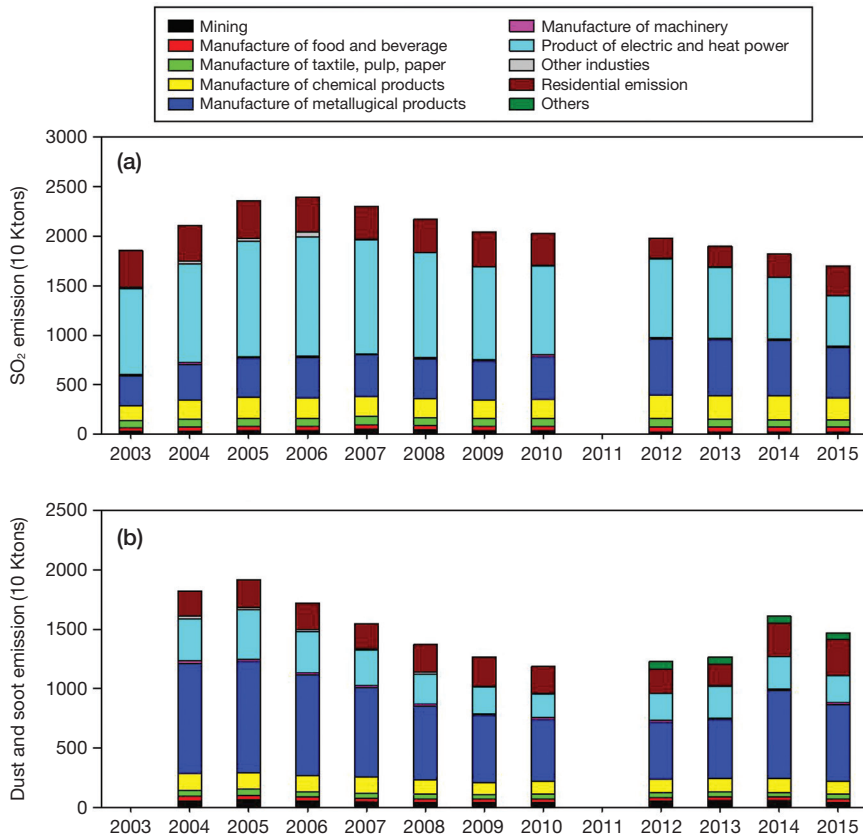 Mining
Manufacture of food and beverage
Manufacture of taxtile, pulp, paper
Manufacture of chemical products
Manufacture of metallugical products
Manufacture of machinery
Product of electric and heat power
Other industies
Residential emission
Others
(a)
SO₂ emission (10 Ktons)
3000
2500
2000
1500
1000
500
0
2003 2004 2005 2006 2007 2008 2009 2010 2011 2012 2013 2014 2015
(b)
Dust and soot emission (10 Ktons)
2500
2000
1500
1000
500
0
2003 2004 2005 2006 2007 2008 2009 2010 2011 2012 2013 2014 2015